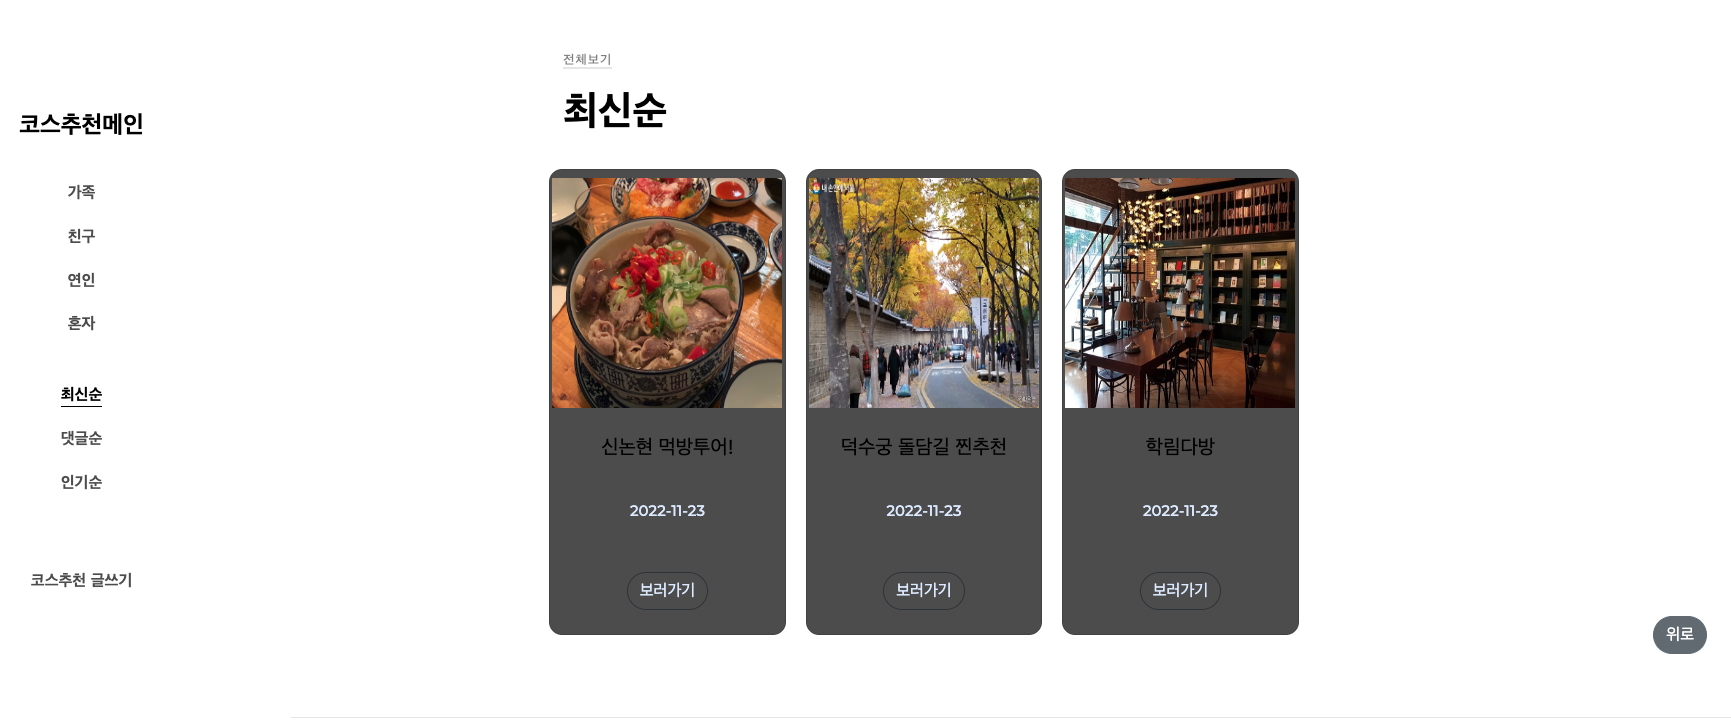 전체보기
최신순
코스추천메인
가족
친구
연인
혼자
최신순
댓글순
인기순
코스추천 글쓰기
신논현 먹방투어!
2022-11-23
보러가기
덕수궁 돌담길 찐추천
2022-11-23
보러가기
학림다방
2022-11-23
보러가기
위로